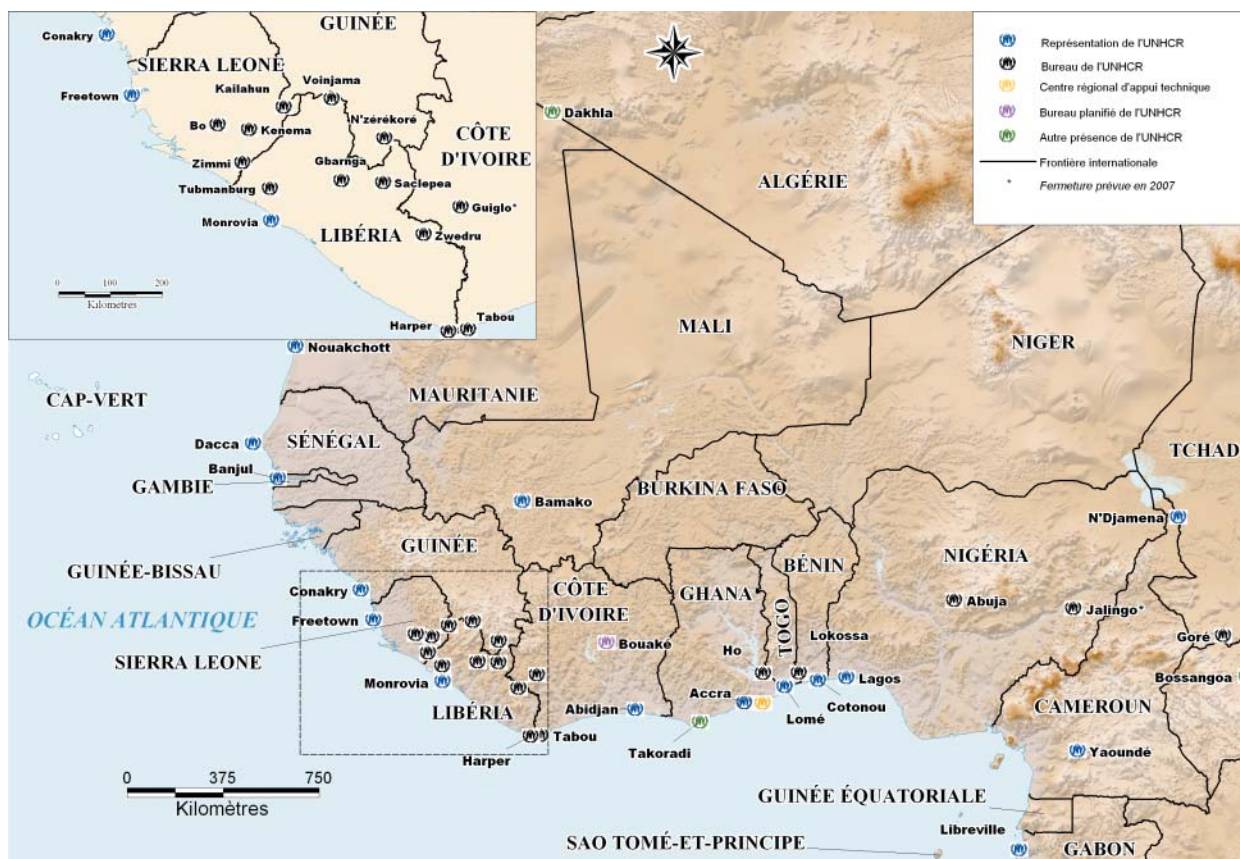 GUINÉE
Conakry
SIERRA LEONE
Voinjama
Kailahun
Freetown
N'zérékoré
Bo
Kenema
CÔTE
D'IVOIRE
Gbarnga
Zimmi
Saclepea
Tubmanburg
Guiglo*
Monrovia
LIBÉRIA
Zwedru
0 100 200
Kilomètres
Harper
Tabou
Représentation de l'UNHCR
Bureau de l'UNHCR
Centre régional d'appui technique
Bureau planifié de l'UNHCR
Autre présence de l'UNHCR
Frontière internationale
* Fermeture prévue en 2007
Dakhla
ALGÉRIE
MALI
NIGER
Nouakchott
MAURITANIE
CAP-VERT
SÉNÉGAL
Dacca
TCHAD
Banjul
GAMBIE
BURKINA FASO
Bamako
N'Djamena
GUINÉE
NIGÉRIA
BÉNIN
GUINÉE-BISSAU
CÔTE
D'IVOIRE
GHANA
Conakry
Abuja
Jalingo*
OCÉAN ATLANTIQUE
Freetown
TOGO
Lokossa
Goré
Bouaké
SIERRA LEONE
Ho
Bossangoa
Monrovia
Lagos
Accra
CAMEROUN
LIBÉRIA
Abidjan
Cotonou
Lomé
Tabou
Takoradi
Yaoundé
Harper
0 375 750
Kilomètres
GUINÉE ÉQUATORIALE
Libreville
SAO TOMÉ-ET-PRINCIPE
GABON